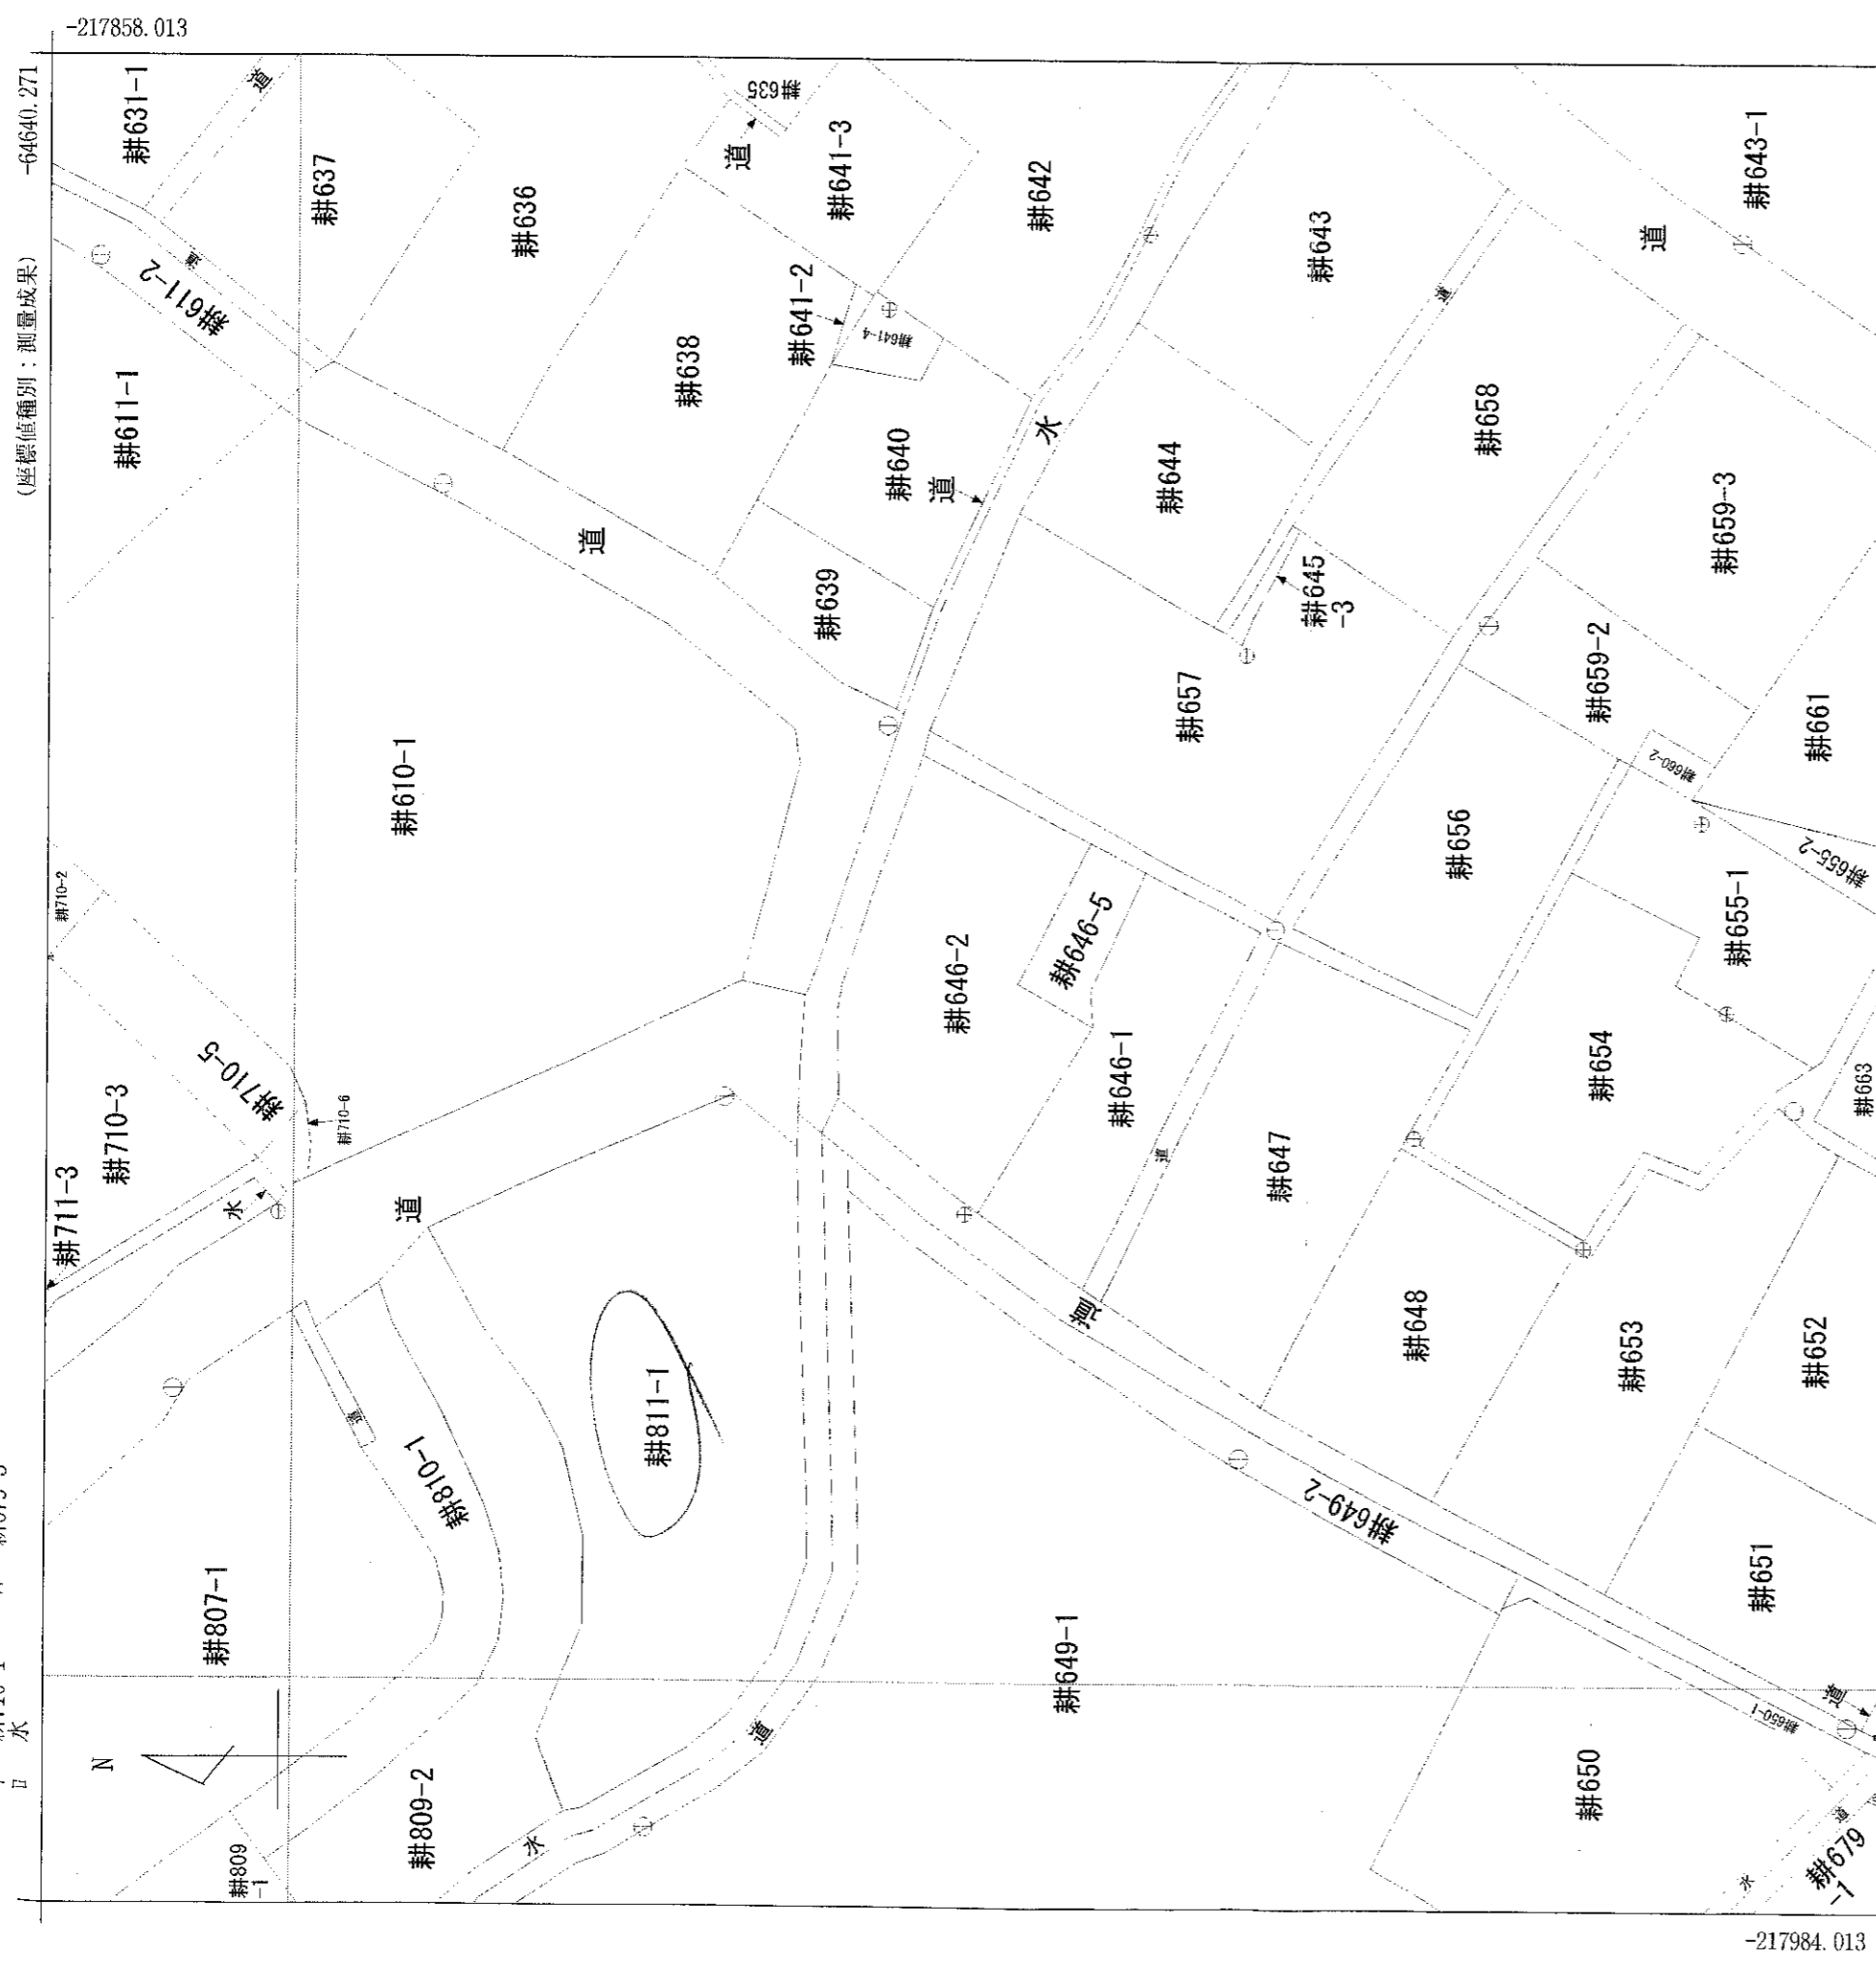 -217858.013
(座標値種別:測量成果) -64640.271
耕631-1
道
耕637
耕636
耕635
道
耕641-3
耕642
耕643
耕643-1
道
耕611-2
道
耕611-1
耕638
耕641-2
耕641-4
耕640
道
水
耕644
道
耕658
耕659-3
道
耕639
耕645
-3
耕657
耕659-2
耕661
耕660-2
耕610-1
耕710-2
耕656
耕655-2
耕655-1
耕646-5
耕646-2
耕710-5
耕710-3
耕710-6
耕646-1
道
耕654
耕663
耕647
耕711-3
水
道
道
耕648
耕653
耕652
道
耕810-1
耕811-1
耕649-2
耕651
耕807-1
耕649-1
水
N
道
耕650-1
道
耕650
耕809-2
耕809
-1
水
道
水
耕679
-1
-217984.013